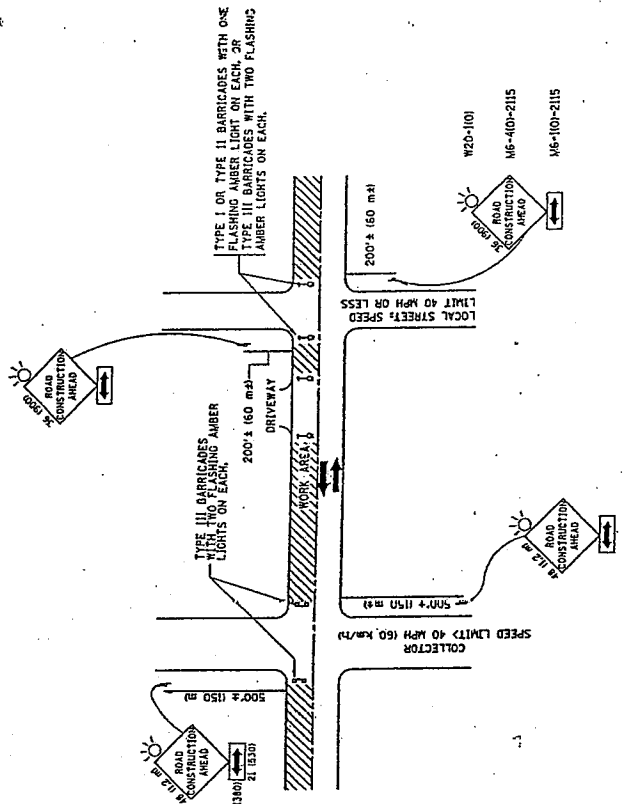 TYPE I OR TYPE II BARRICADES WITH ONE
FLASHING AMBER LIGHT ON EACH, OR
TYPE III BARRICADES WITH TWO FLASHING
AMBER LIGHTS ON EACH.
36 (900)
ROAD
CONSTRUCTION
AHEAD
200'± (60 m±)
DRIVEWAY
TYPE III BARRICADES
WITH TWO FLASHING AMBER
LIGHTS ON EACH.
WORK AREA
500'± (150 m)
48 (1.2 m)
ROAD
CONSTRUCTION
AHEAD
21 (530)
COLLECTOR
SPEED LIMIT> 40 MPH (60 km/h)
500'± (150 m±)
48 (1.2 m)
ROAD
CONSTRUCTION
AHEAD
LOCAL STREET: SPEED
LIMIT 40 MPH OR LESS
200'± (60 m±)
36 (900)
ROAD
CONSTRUCTION
AHEAD
W20-1(O)
M6-4(O)-2115
M6-1(O)-2115